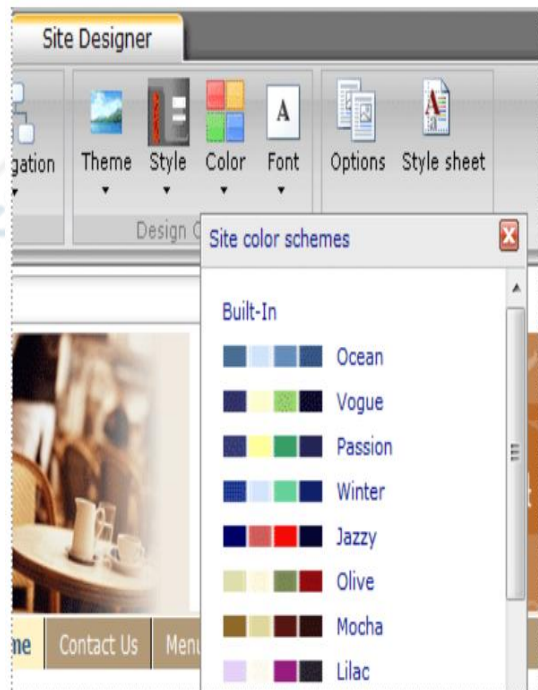 Site Designer
gation Theme Style Color Font Options Style sheet
A
Design
Site color schemes
Built-In
Ocean
Vogue
Passion
Winter
Jazzy
Olive
Mocha
Lilac
me Contact Us Menu